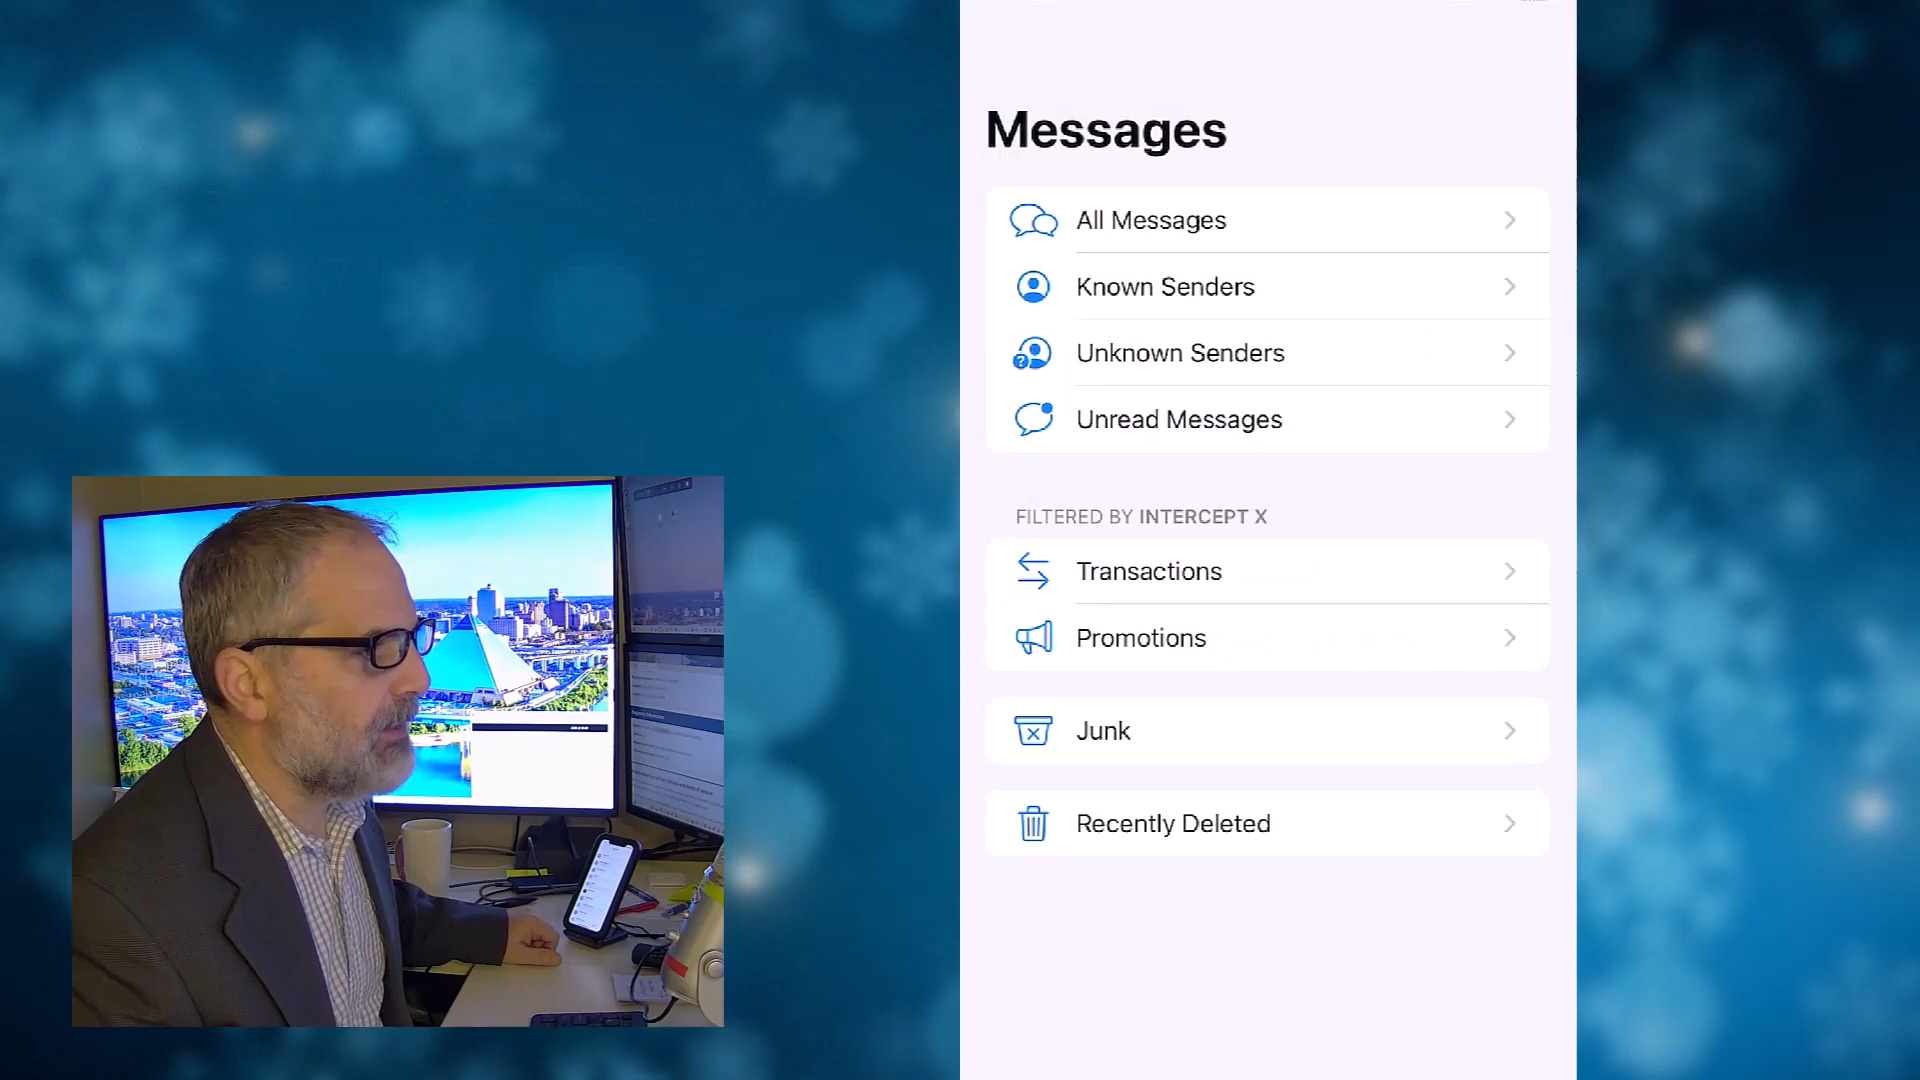 Messages
All Messages
Known Senders
Unknown Senders
Unread Messages
FILTERED BY INTERCEPT X
Transactions
Promotions
Junk
Recently Deleted